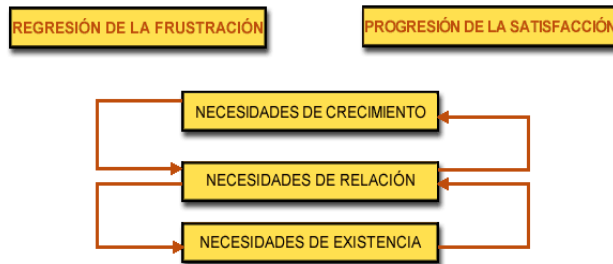 REGRESIÓN DE LA FRUSTRACIÓN
PROGRESIÓN DE LA SATISFACCIÓN
NECESIDADES DE CRECIMIENTO
NECESIDADES DE RELACIÓN
NECESIDADES DE EXISTENCIA